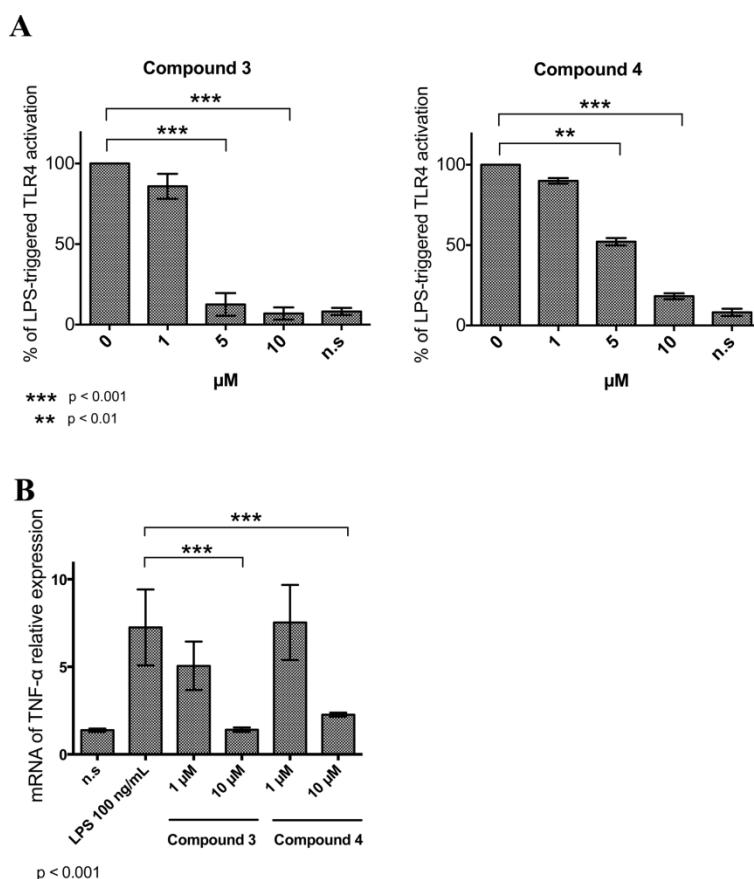 A
Compound 3
% of LPS-triggered TLR4 activation
***
***
100
50
0
0
1
5
10
n.s
µM
*** p < 0.001
** p < 0.01
Compound 4
% of LPS-triggered TLR4 activation
***
**
100
50
0
0
1
5
10
n.s
µM
B
mRNA of TNF-α relative expression
***
***
10
5
0
n.s
LPS 100 ng/mL
1 µM
10 µM
1 µM
10 µM
Compound 3
Compound 4
p < 0.001